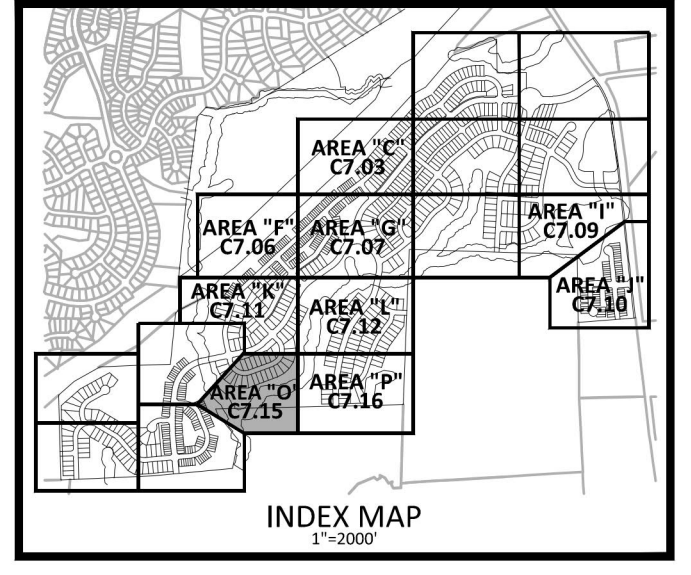 AREA "C"
C7.03
AREA "F"
C7.06
AREA "G"
C7.07
AREA "I"
C7.09
AREA "J"
C7.10
AREA "K"
C7.11
AREA "L"
C7.12
AREA "O"
C7.15
AREA "P"
C7.16
INDEX MAP
1"=2000'